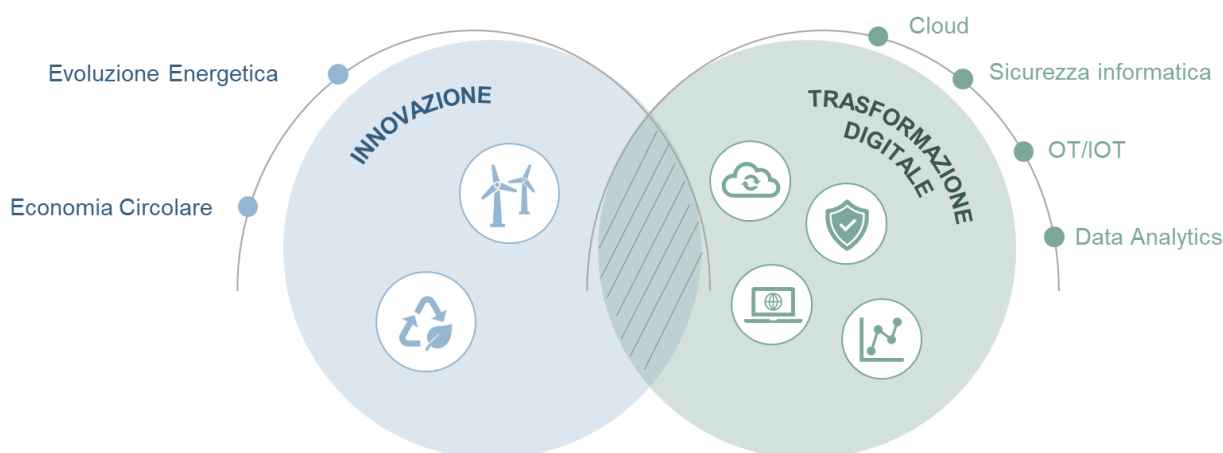 Evoluzione Energetica
Economia Circolare
INNOVAZIONE
TRASFORMAZIONE
DIGITALE
Cloud
Sicurezza informatica
OT/IOT
Data Analytics